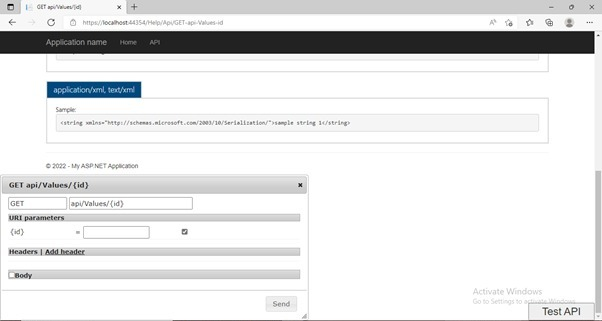 GET api/Values/{id}
https://localhost:44354/Help/Api/GET-api-Values-id
Application name Home API
application/xml, text/xml
Sample:
<string xmlns="http://schemas.microsoft.com/2003/10/Serialization/">sample string 1</string>
© 2022 - My ASP.NET Application
GET api/Values/{id}
GET api/Values/{id}
URI parameters
{id} =
Headers | Add header
Body
Send
Activate Windows
Go to Settings to activate Windows.
Test API